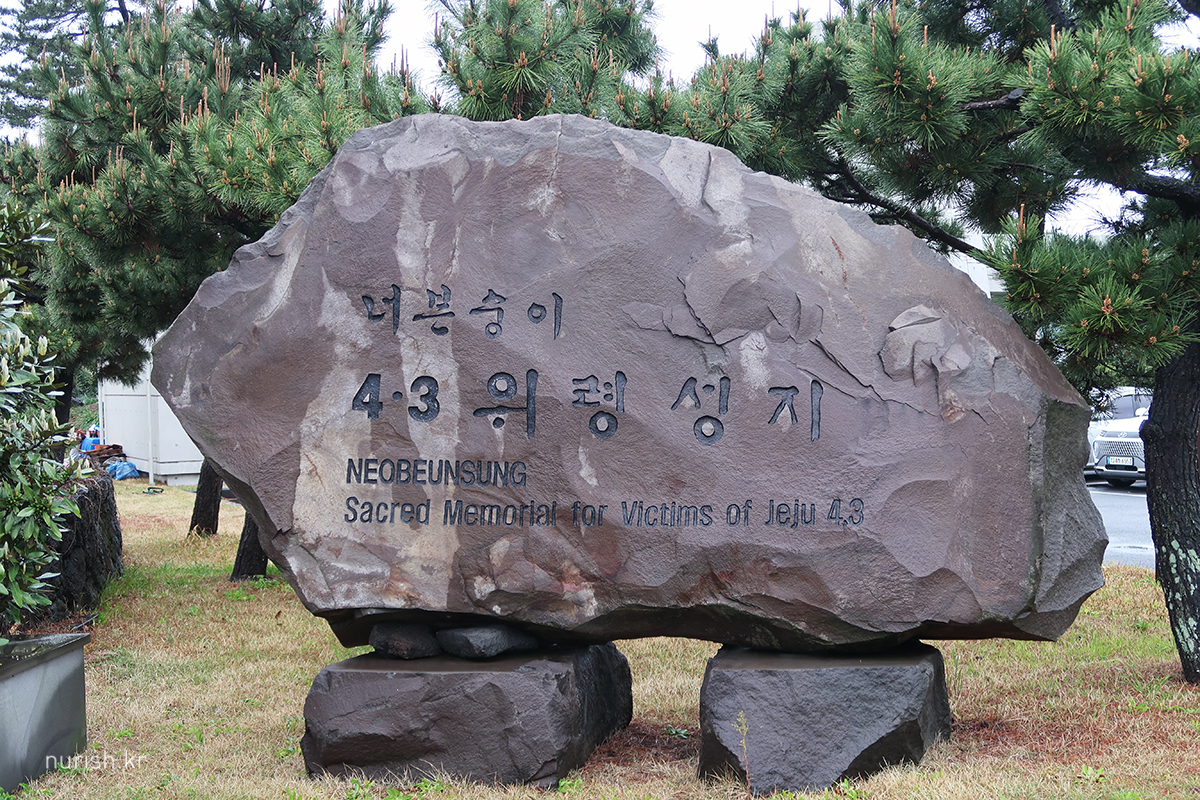 너븐숭이
4·3 위령성지
NEOBEUNSUNG
Sacred Memorial for Victims of Jeju 4.3
nurish.kr